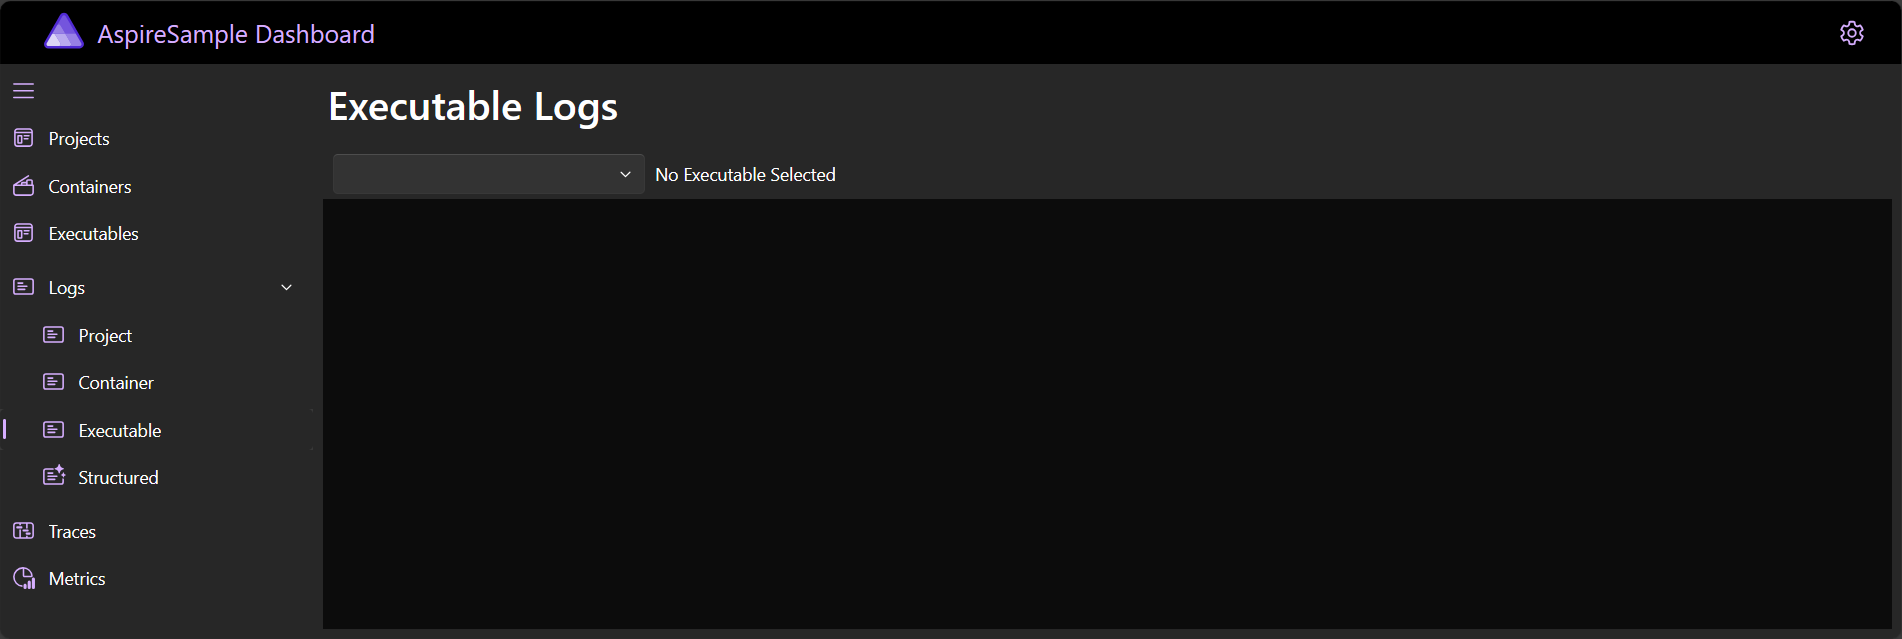 AspireSample Dashboard
Projects
Containers
Executables
Logs
Project
Container
Executable
Structured
Traces
Metrics
Executable Logs
No Executable Selected